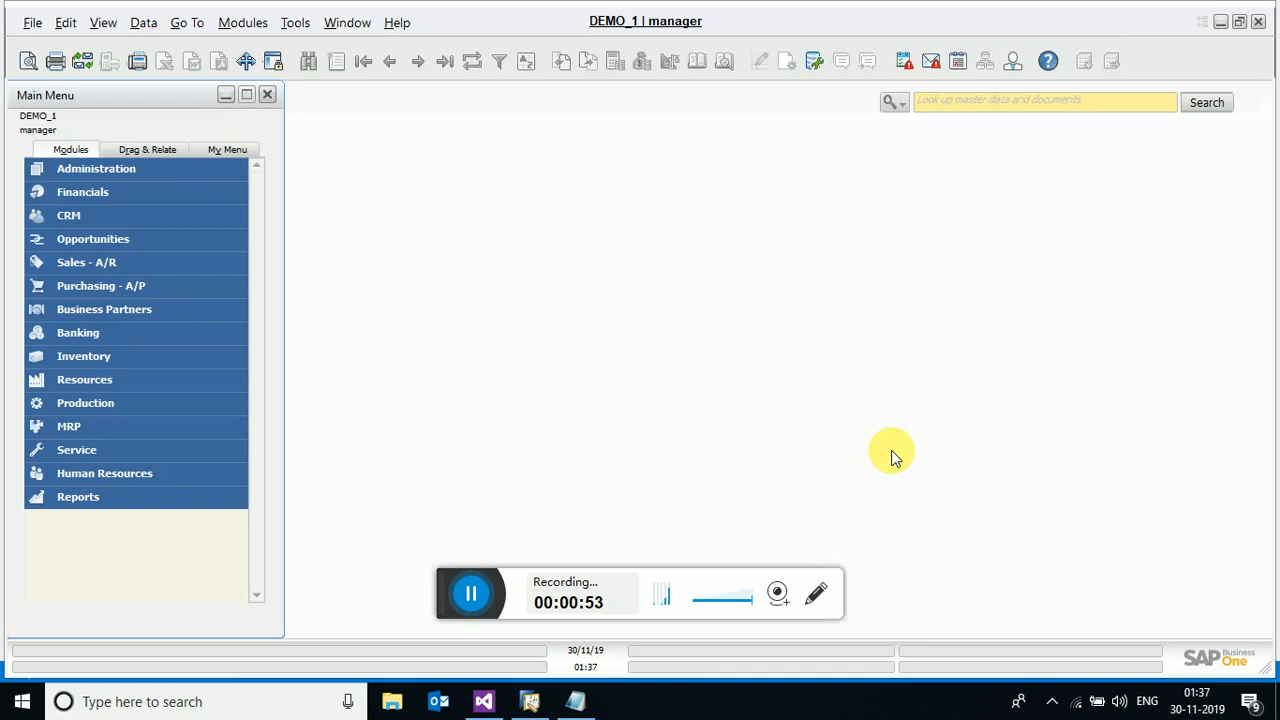 File Edit View Data Go To Modules Tools Window Help
DEMO_1 | manager
Main Menu
DEMO_1
manager
Modules Drag & Relate My Menu
Look up master data and documents
Search
Administration
Financials
CRM
Opportunities
Sales - A/R
Purchasing - A/P
Business Partners
Banking
Inventory
Resources
Production
MRP
Service
Human Resources
Reports
Recording...
00:00:53
30/11/19
01:37
SAP Business One
Type here to search
ENG
01:37
30-11-2019
9